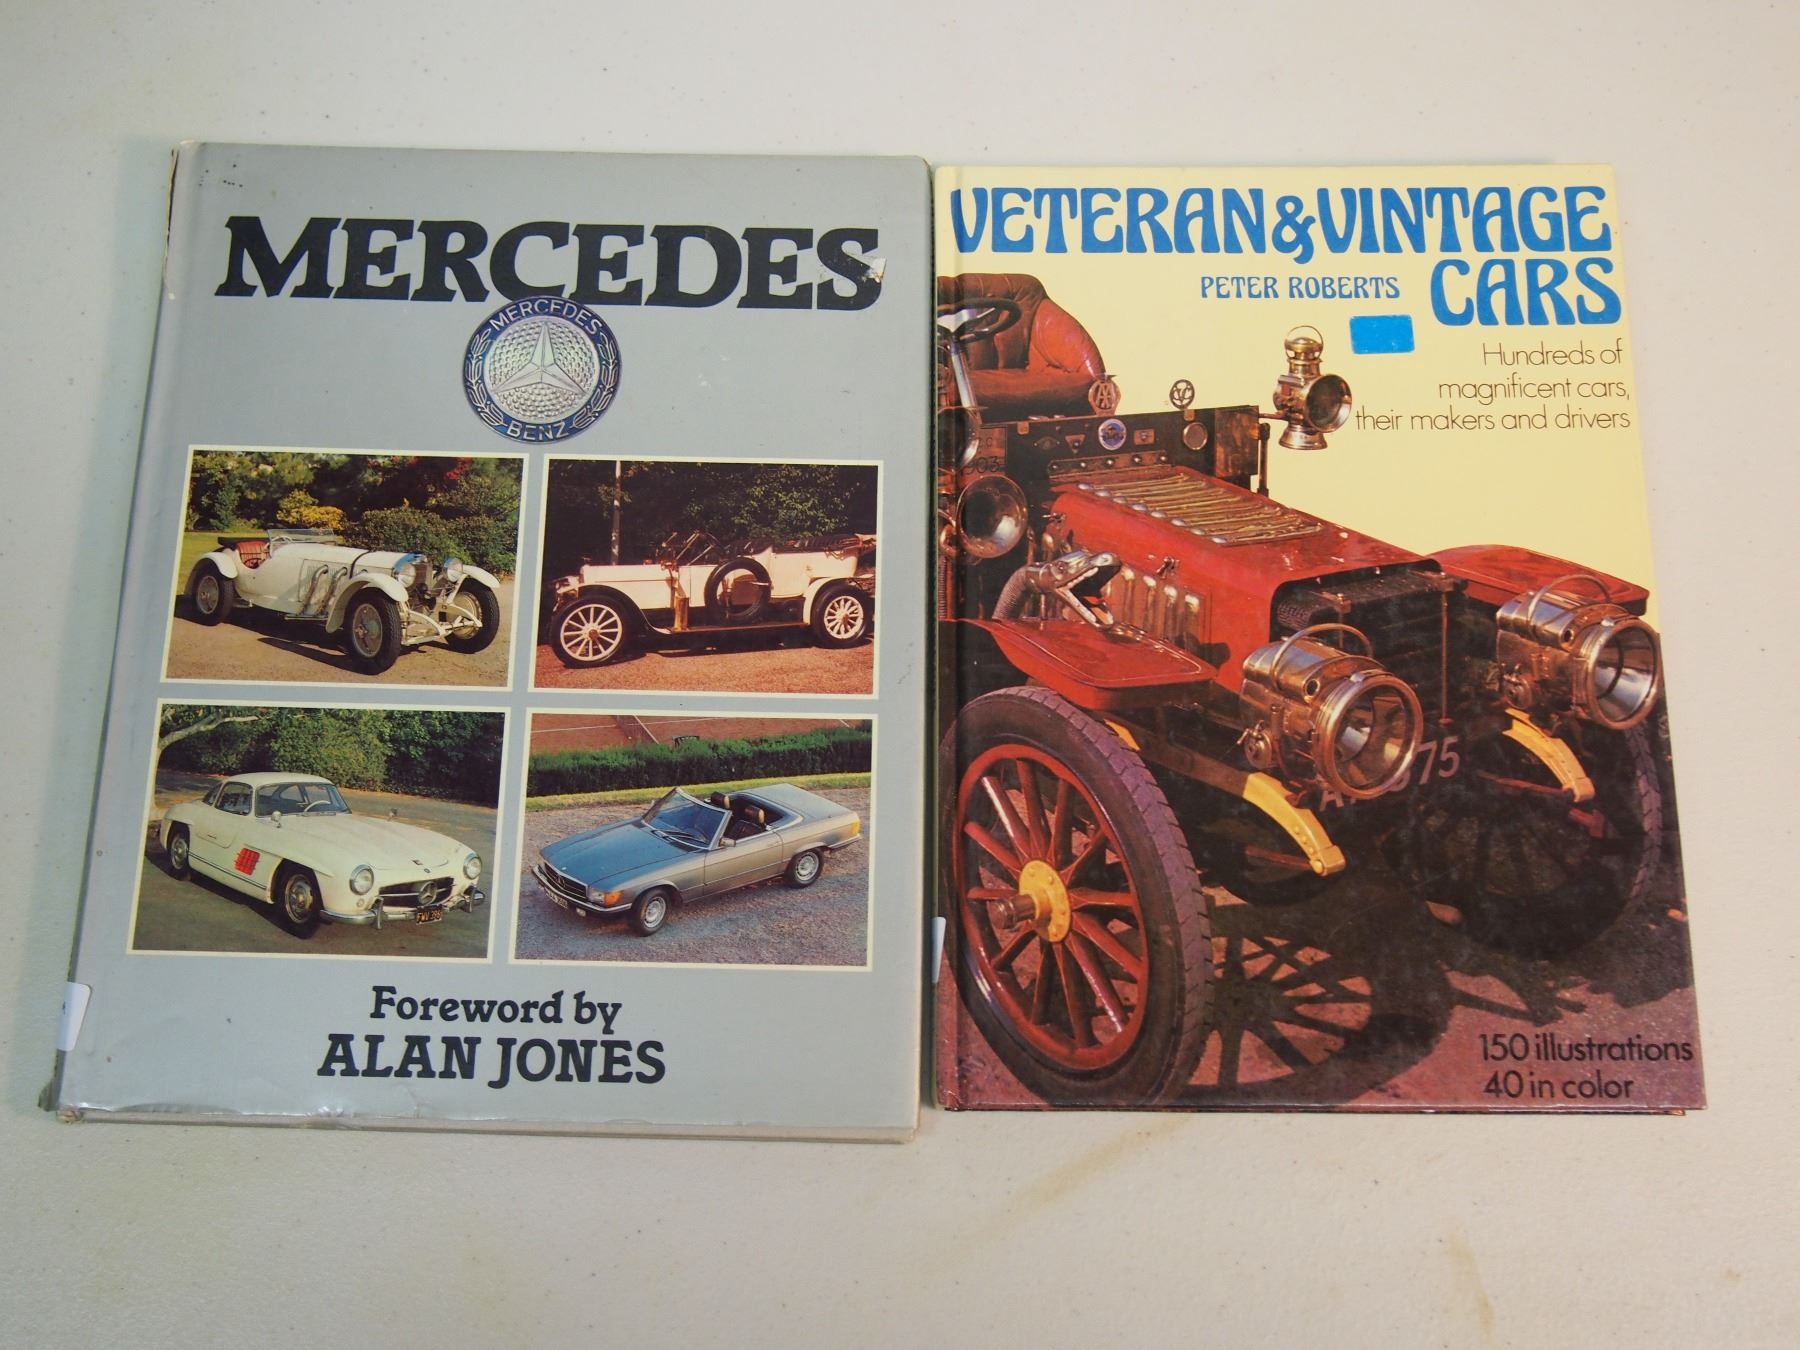 MERCEDES
MERCEDES
BENZ
Foreword by
ALAN JONES
VETERAN & VINTAGE
CARS
PETER ROBERTS
Hundreds of
magnificent cars,
their makers and drivers
150 illustrations
40 in color